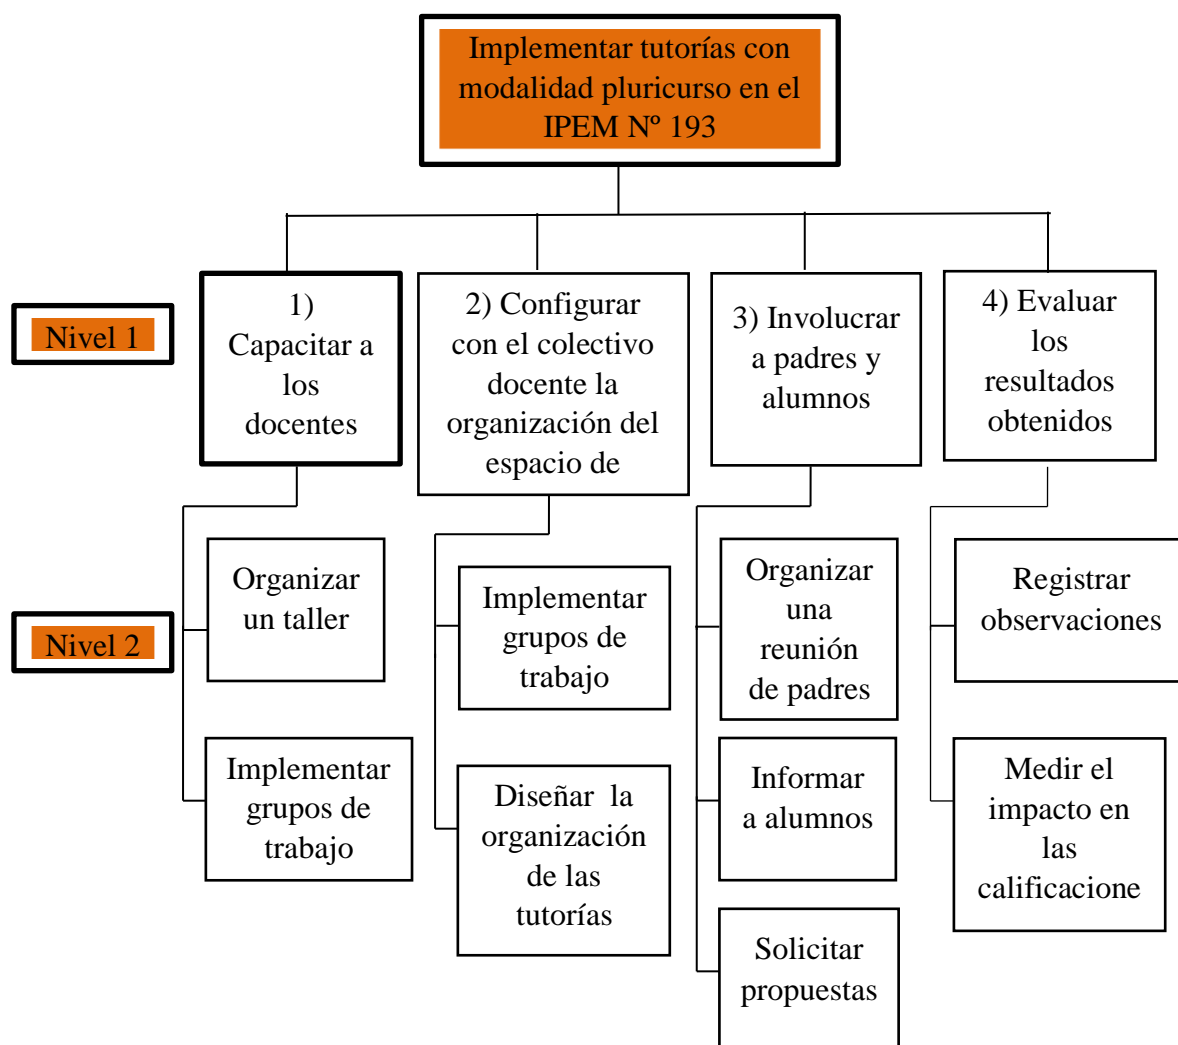 Implementar tutorías con
modalidad pluricurso en el
IPEM Nº 193
Nivel 1
1)
Capacitar a
los
docentes
2) Configurar
con el colectivo
docente la
organización del
espacio de
3) Involucrar
a padres y
alumnos
4) Evaluar
los
resultados
obtenidos
Nivel 2
Organizar
un taller
Implementar
grupos de
trabajo
Implementar
grupos de
trabajo
Diseñar la
organización
de las
tutorías
Organizar
una
reunión
de padres
Informar
a alumnos
Solicitar
propuestas
Registrar
observaciones
Medir el
impacto en
las
calificacione